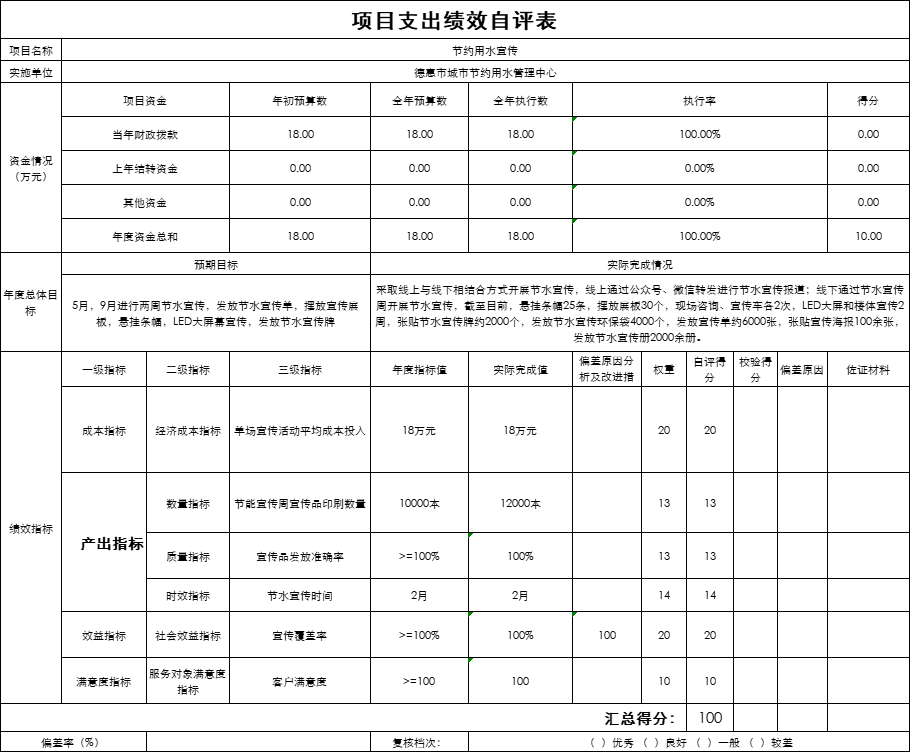 项目支出绩效自评表
项目名称 节约用水宣传
实施单位 德惠市城市节约用水管理中心
资金情况（万元） 项目资金 年初预算数 全年预算数 全年执行数 执行率 得分
当年财政拨款 18.00 18.00 18.00 100.00% 0.00
上年结转资金 0.00 0.00 0.00 0.00% 0.00
其他资金 0.00 0.00 0.00 0.00% 0.00
年度资金总和 18.00 18.00 18.00 100.00% 10.00
年度总体目标 预期目标 实际完成情况
5月，9月进行两周节水宣传，发放节水宣传单，摆放宣传展
板，悬挂条幅，LED大屏幕宣传，发放节水宣传牌
采取线上与线下相结合方式开展节水宣传，线上通过公众号、微信转发进行节水宣传报道；线下通过节水宣传
周开展节水宣传，截至目前，悬挂条幅25条，摆放展板30个，现场咨询、宣传车各2次，LED大屏和楼体宣传2
周，张贴节水宣传牌约2000个，发放节水宣传环保袋4000个，发放宣传单约6000张，张贴宣传海报100余张，
发放节水宣传册2000余册。
绩效指标 一级指标 二级指标 三级指标 年度指标值 实际完成值 偏差原因分析及改进措 权重 自评得分 校验得分 偏差原因 佐证材料
成本指标 经济成本指标 单场宣传活动平均成本投入 18万元 18万元 20 20
产出指标 数量指标 节能宣传周宣传品印刷数量 10000本 12000本 13 13
质量指标 宣传品发放准确率 >=100% 100% 13 13
时效指标 节水宣传时间 2月 2月 14 14
效益指标 社会效益指标 宣传覆盖率 >=100% 100% 100 20 20
满意度指标 服务对象满意度指标 客户满意度 >=100 100 10 10
汇总得分： 100
偏差率（%） 复核档次： （ ）优秀 （ ）良好 （ ）一般 （ ）较差